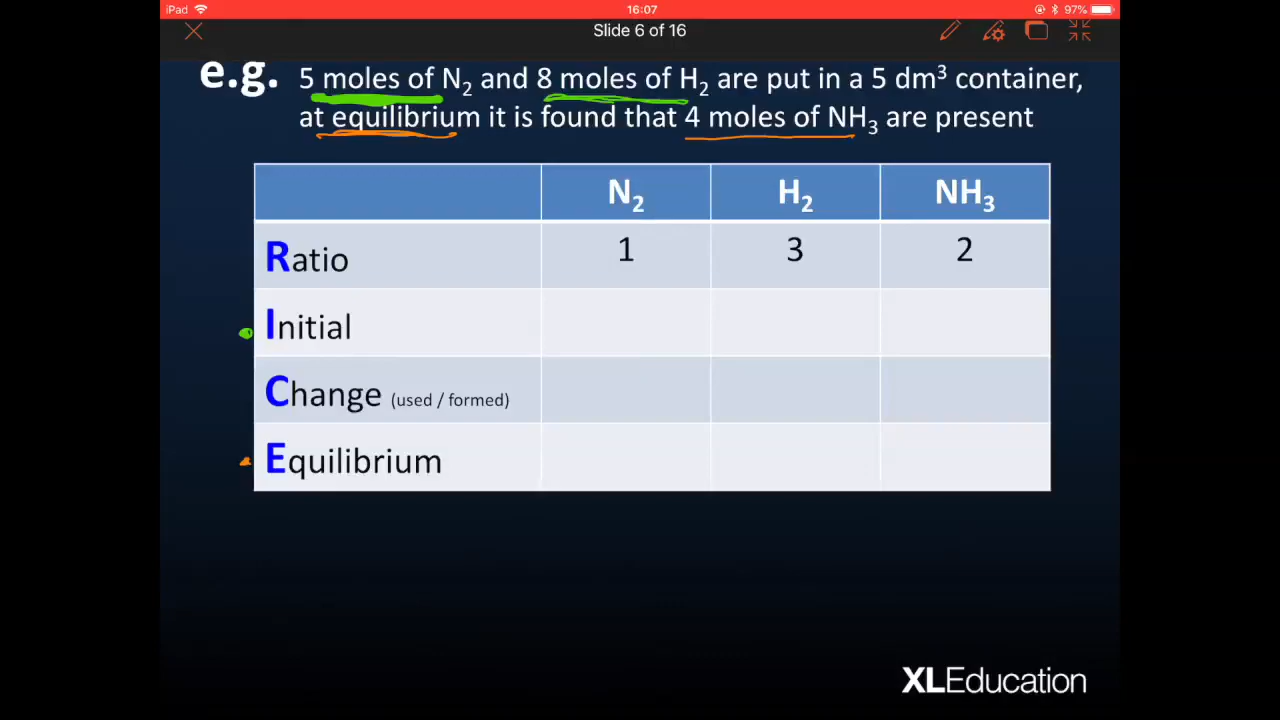 iPad 16:07 97%
Slide 6 of 16
e.g. 5 moles of N₂ and 8 moles of H₂ are put in a 5 dm³ container,
at equilibrium it is found that 4 moles of NH₃ are present
N₂ H₂ NH₃
Ratio 1 3 2
Initial
Change (used / formed)
Equilibrium
XLEducation